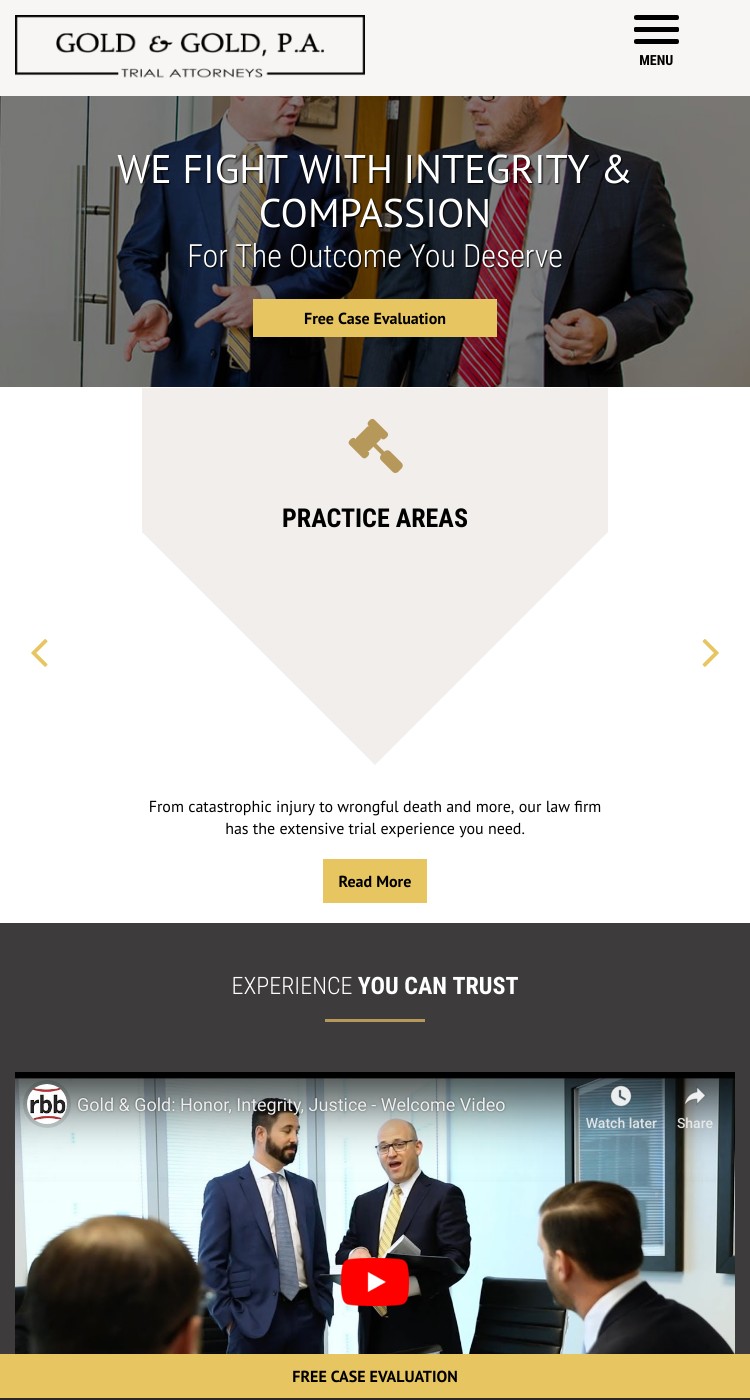 GOLD & GOLD, P.A.
TRIAL ATTORNEYS
MENU
WE FIGHT WITH INTEGRITY &
COMPASSION
For The Outcome You Deserve
Free Case Evaluation
PRACTICE AREAS
From catastrophic injury to wrongful death and more, our law firm
has the extensive trial experience you need.
Read More
EXPERIENCE YOU CAN TRUST
rbb
Gold & Gold: Honor, Integrity, Justice - Welcome Video
Watch later
Share
FREE CASE EVALUATION